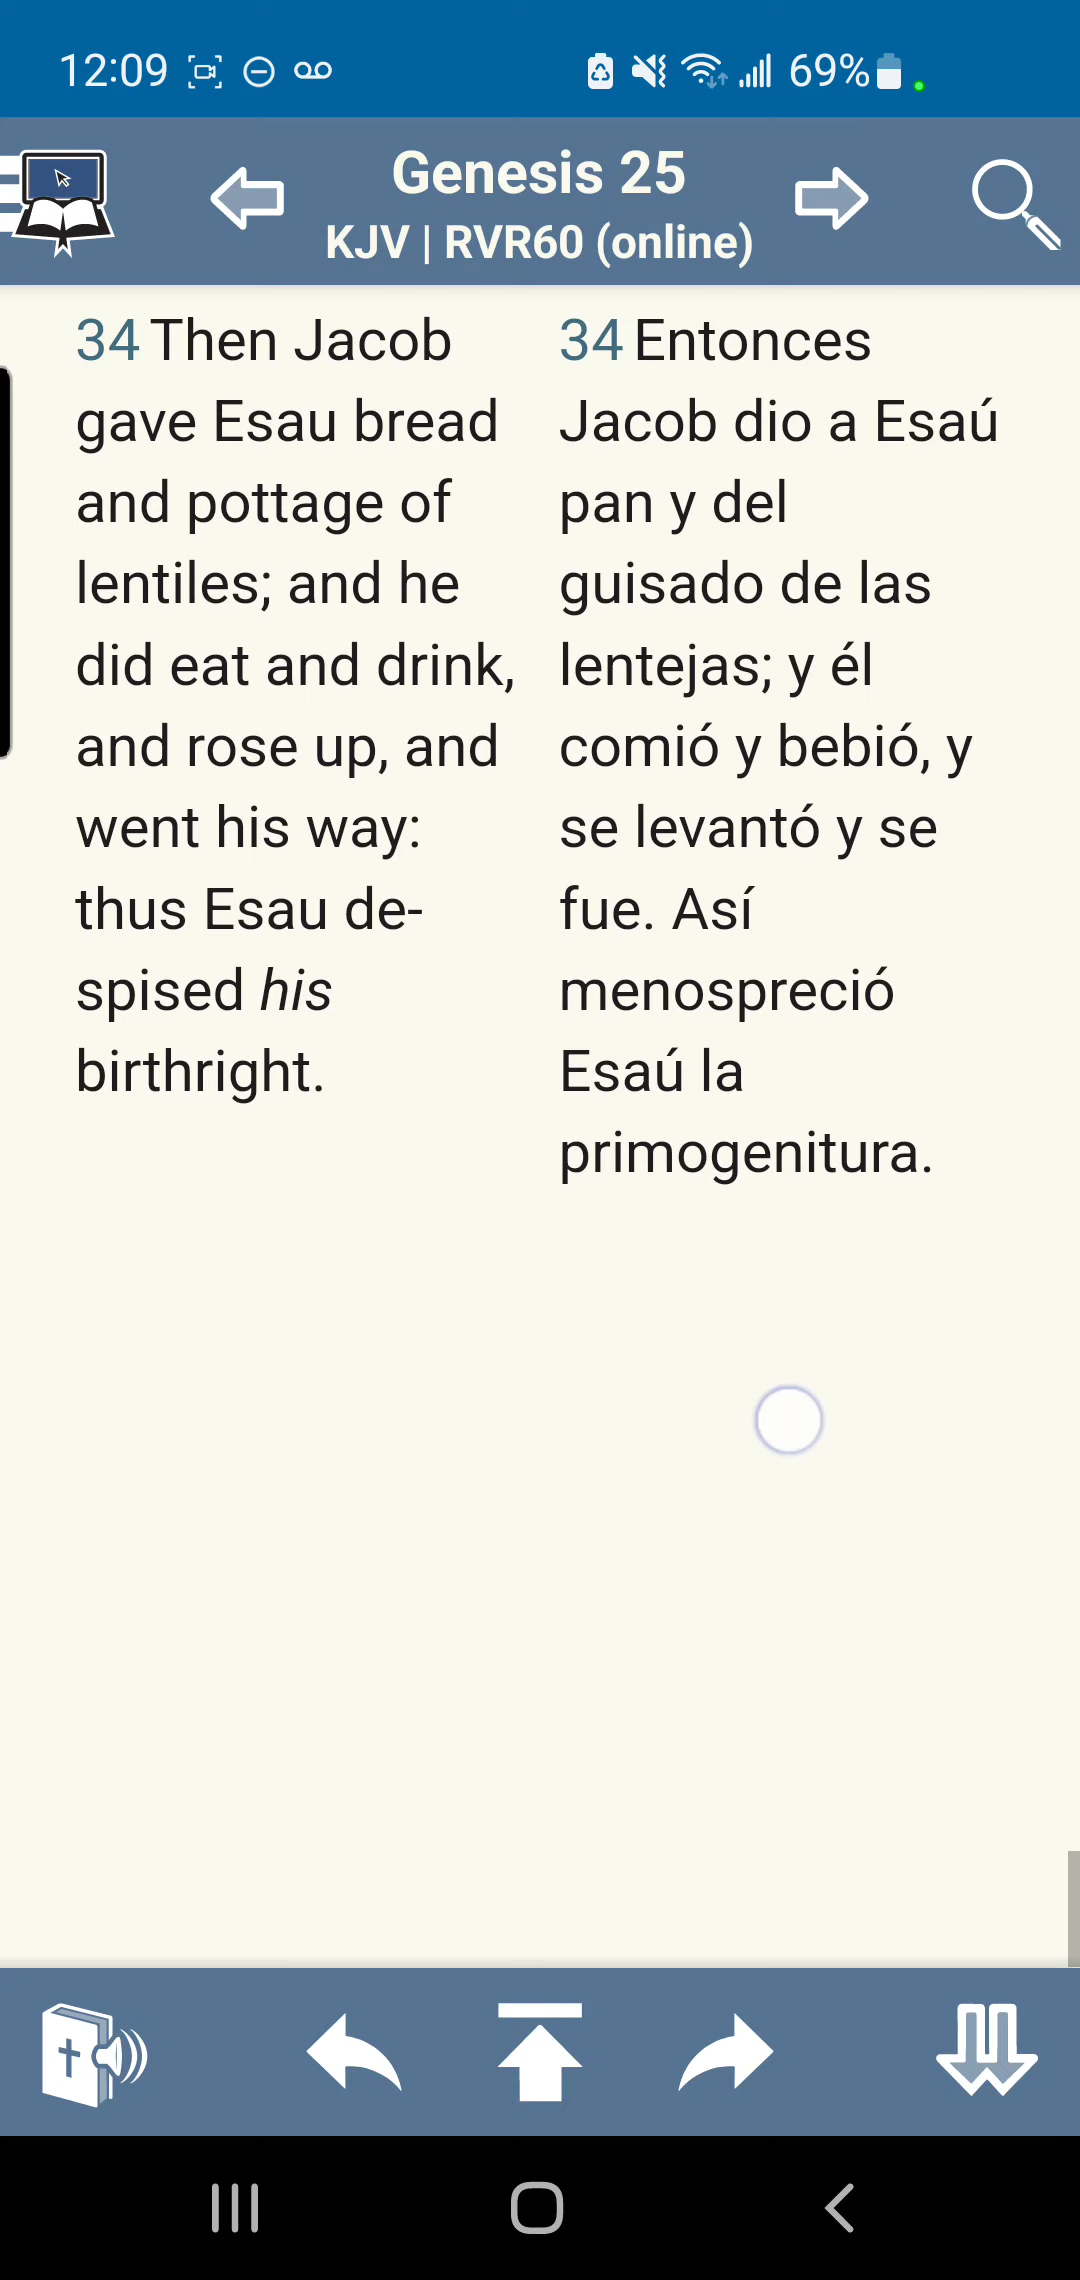 12:09
69%
Genesis 25
KJV | RVR60 (online)
34 Then Jacob
gave Esau bread
and pottage of
lentiles; and he
did eat and drink,
and rose up, and
went his way:
thus Esau de-
spised his
birthright.
34 Entonces
Jacob dio a Esaú
pan y del
guisado de las
lentejas; y él
comió y bebió, y
se levantó y se
fue. Así
menospreció
Esaú la
primogenitura.